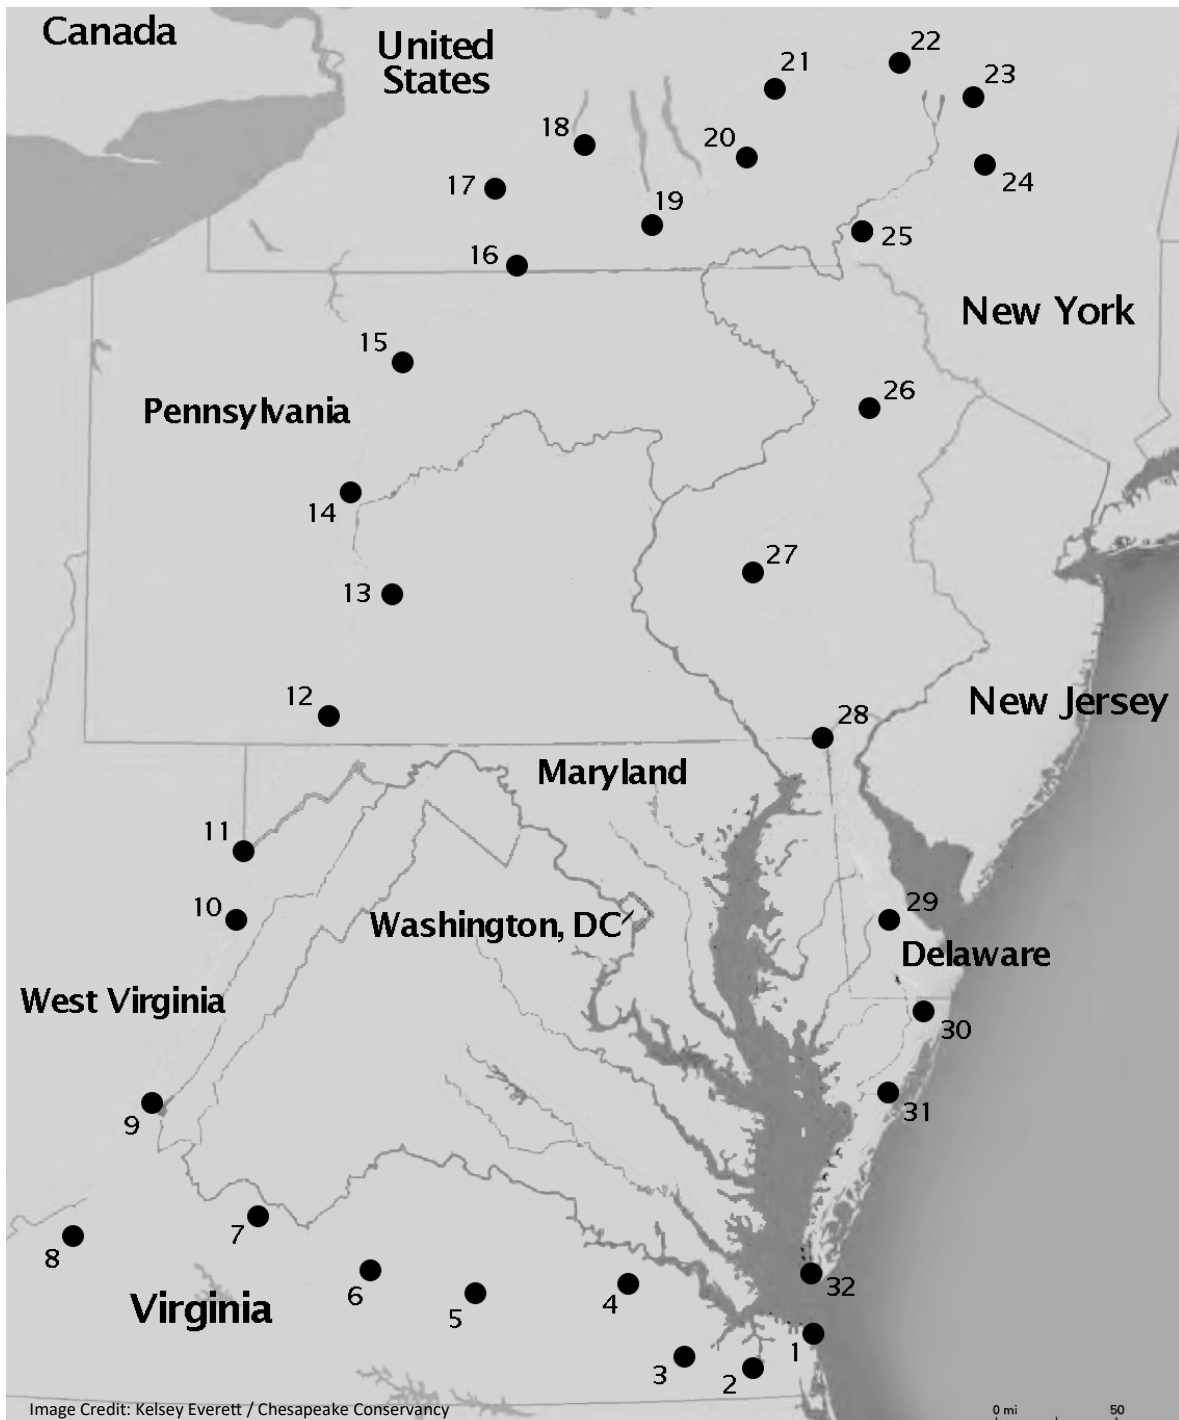 Canada
United
States
22
21
23
18
20
24
17
19
25
16
New York
15
26
Pennsylvania
14
27
13
12
New Jersey
28
Maryland
11
10
29
Washington, DC
Delaware
West Virginia
30
9
31
7
8
32
6
Virginia
5
4
1
3
2
Image Credit: Kelsey Everett / Chesapeake Conservancy
0 mi 50